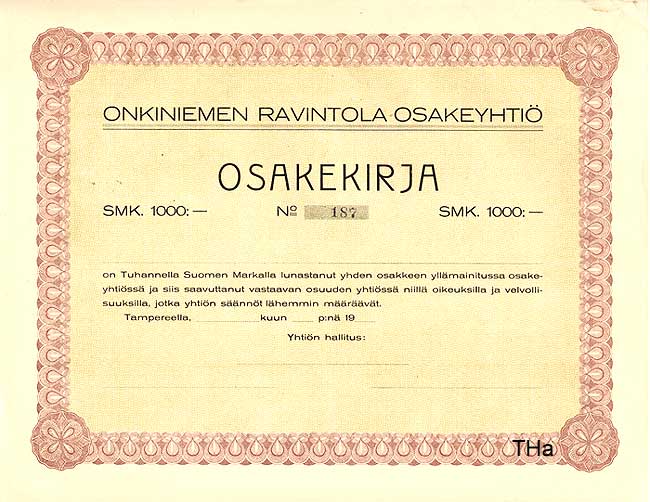 ONKINIEMEN RAVINTOLA-OSAKEYHTIÖ
OSAKEKIRJA
SMK. 1000:— No 187 SMK. 1000:—
on Tuhannella Suomen Markalla lunastanut yhden osakkeen yllämainitussa osake-
yhtiössä ja siis saavuttanut vastaavan osuuden yhtiössä niillä oikeuksilla ja velvolli-
suuksilla, jotka yhtiön säännöt lähemmin määräävät.
Tampereella, kuun p:nä 19
Yhtiön hallitus:
THa